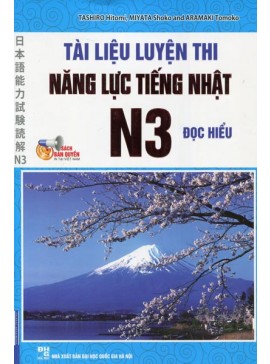 TASHIRO Hitomi, MIYATA Shoko and ARAMAKI Tomoko
日本語能力試験読解 N3
TÀI LIỆU LUYỆN THI
NĂNG LỰC TIẾNG NHẬT
N3 ĐỌC HIỂU
SÁCH
BẢN QUYỀN
NHÀ XUẤT BẢN ĐẠI HỌC QUỐC GIA HÀ NỘI